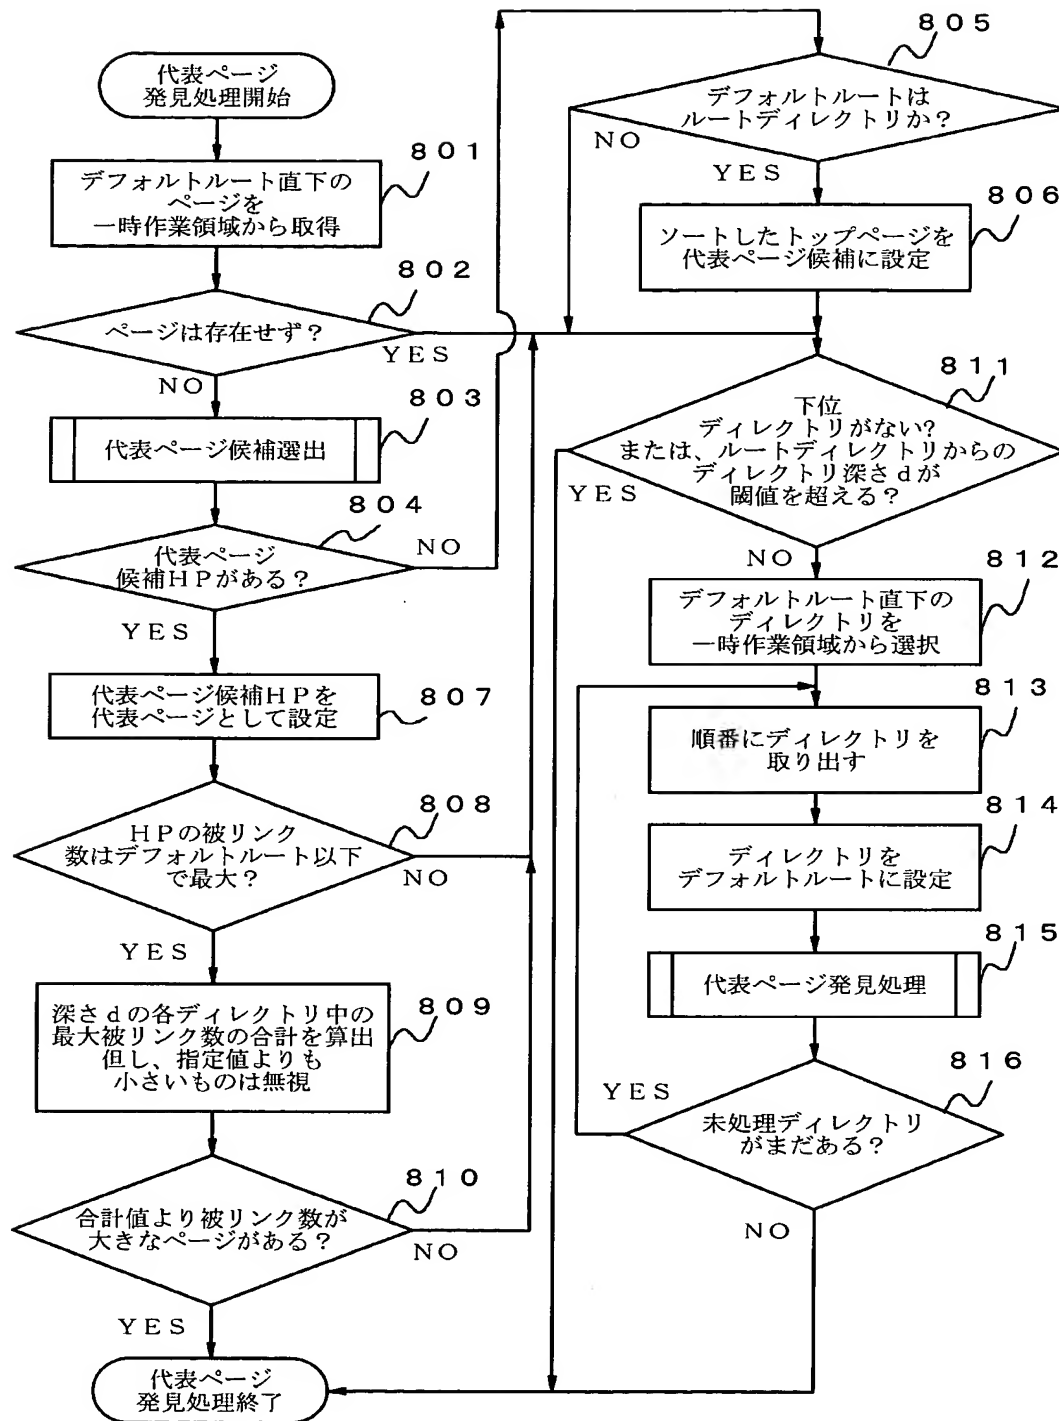 代表ページ
発見処理開始
801
デフォルトルート直下の
ページを
一時作業領域から取得
802
ページは存在せず？
YES
NO
803
代表ページ候補選出
804
代表ページ
候補HPがある？
NO
YES
807
代表ページ候補HPを
代表ページとして設定
808
HPの被リンク
数はデフォルトルート以下
で最大？
NO
YES
809
深さdの各ディレクトリ中の
最大被リンク数の合計を算出
但し、指定値よりも
小さいものは無視
810
合計値より被リンク数が
大きなページがある？
NO
YES
代表ページ
発見処理終了
805
デフォルトルートは
ルートディレクトリか？
NO
YES
806
ソートしたトップページを
代表ページ候補に設定
811
下位
ディレクトリがない？
または、ルートディレクトリからの
ディレクトリ深さdが
閾値を超える？
YES
NO
812
デフォルトルート直下の
ディレクトリを
一時作業領域から選択
813
順番にディレクトリを
取り出す
814
ディレクトリを
デフォルトルートに設定
815
代表ページ発見処理
816
YES
未処理ディレクトリ
がまだある？
NO